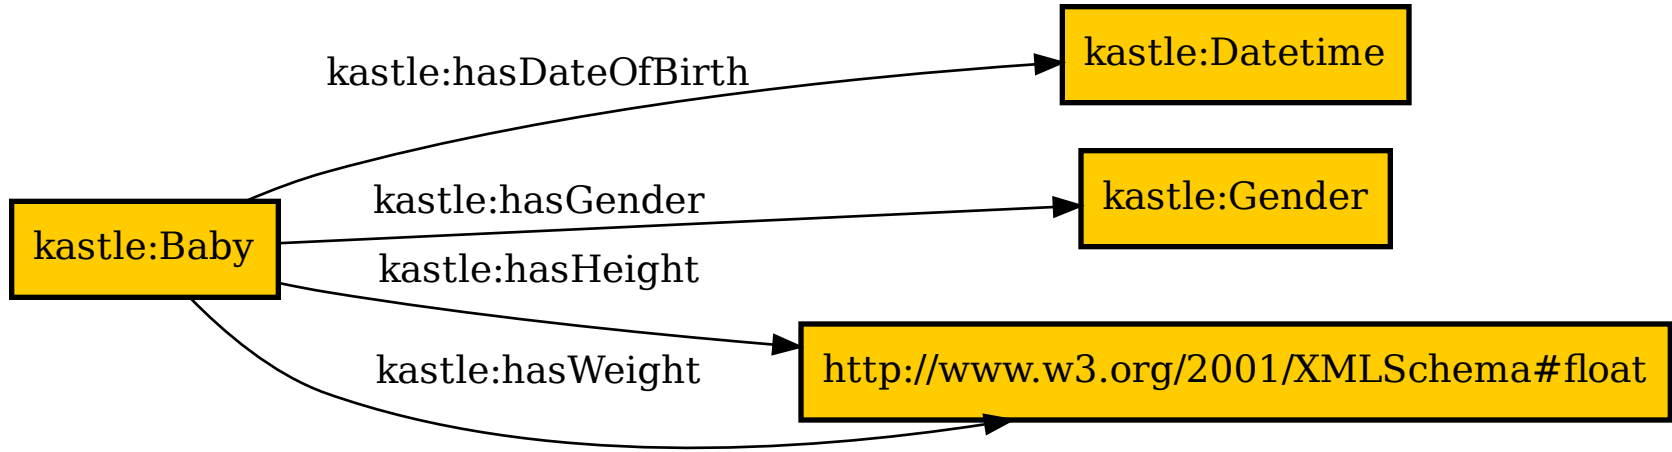 kastle:hasDateOfBirth
kastle:Datetime
kastle:hasGender
kastle:Gender
kastle:Baby
kastle:hasHeight
kastle:hasWeight
http://www.w3.org/2001/XMLSchema#float